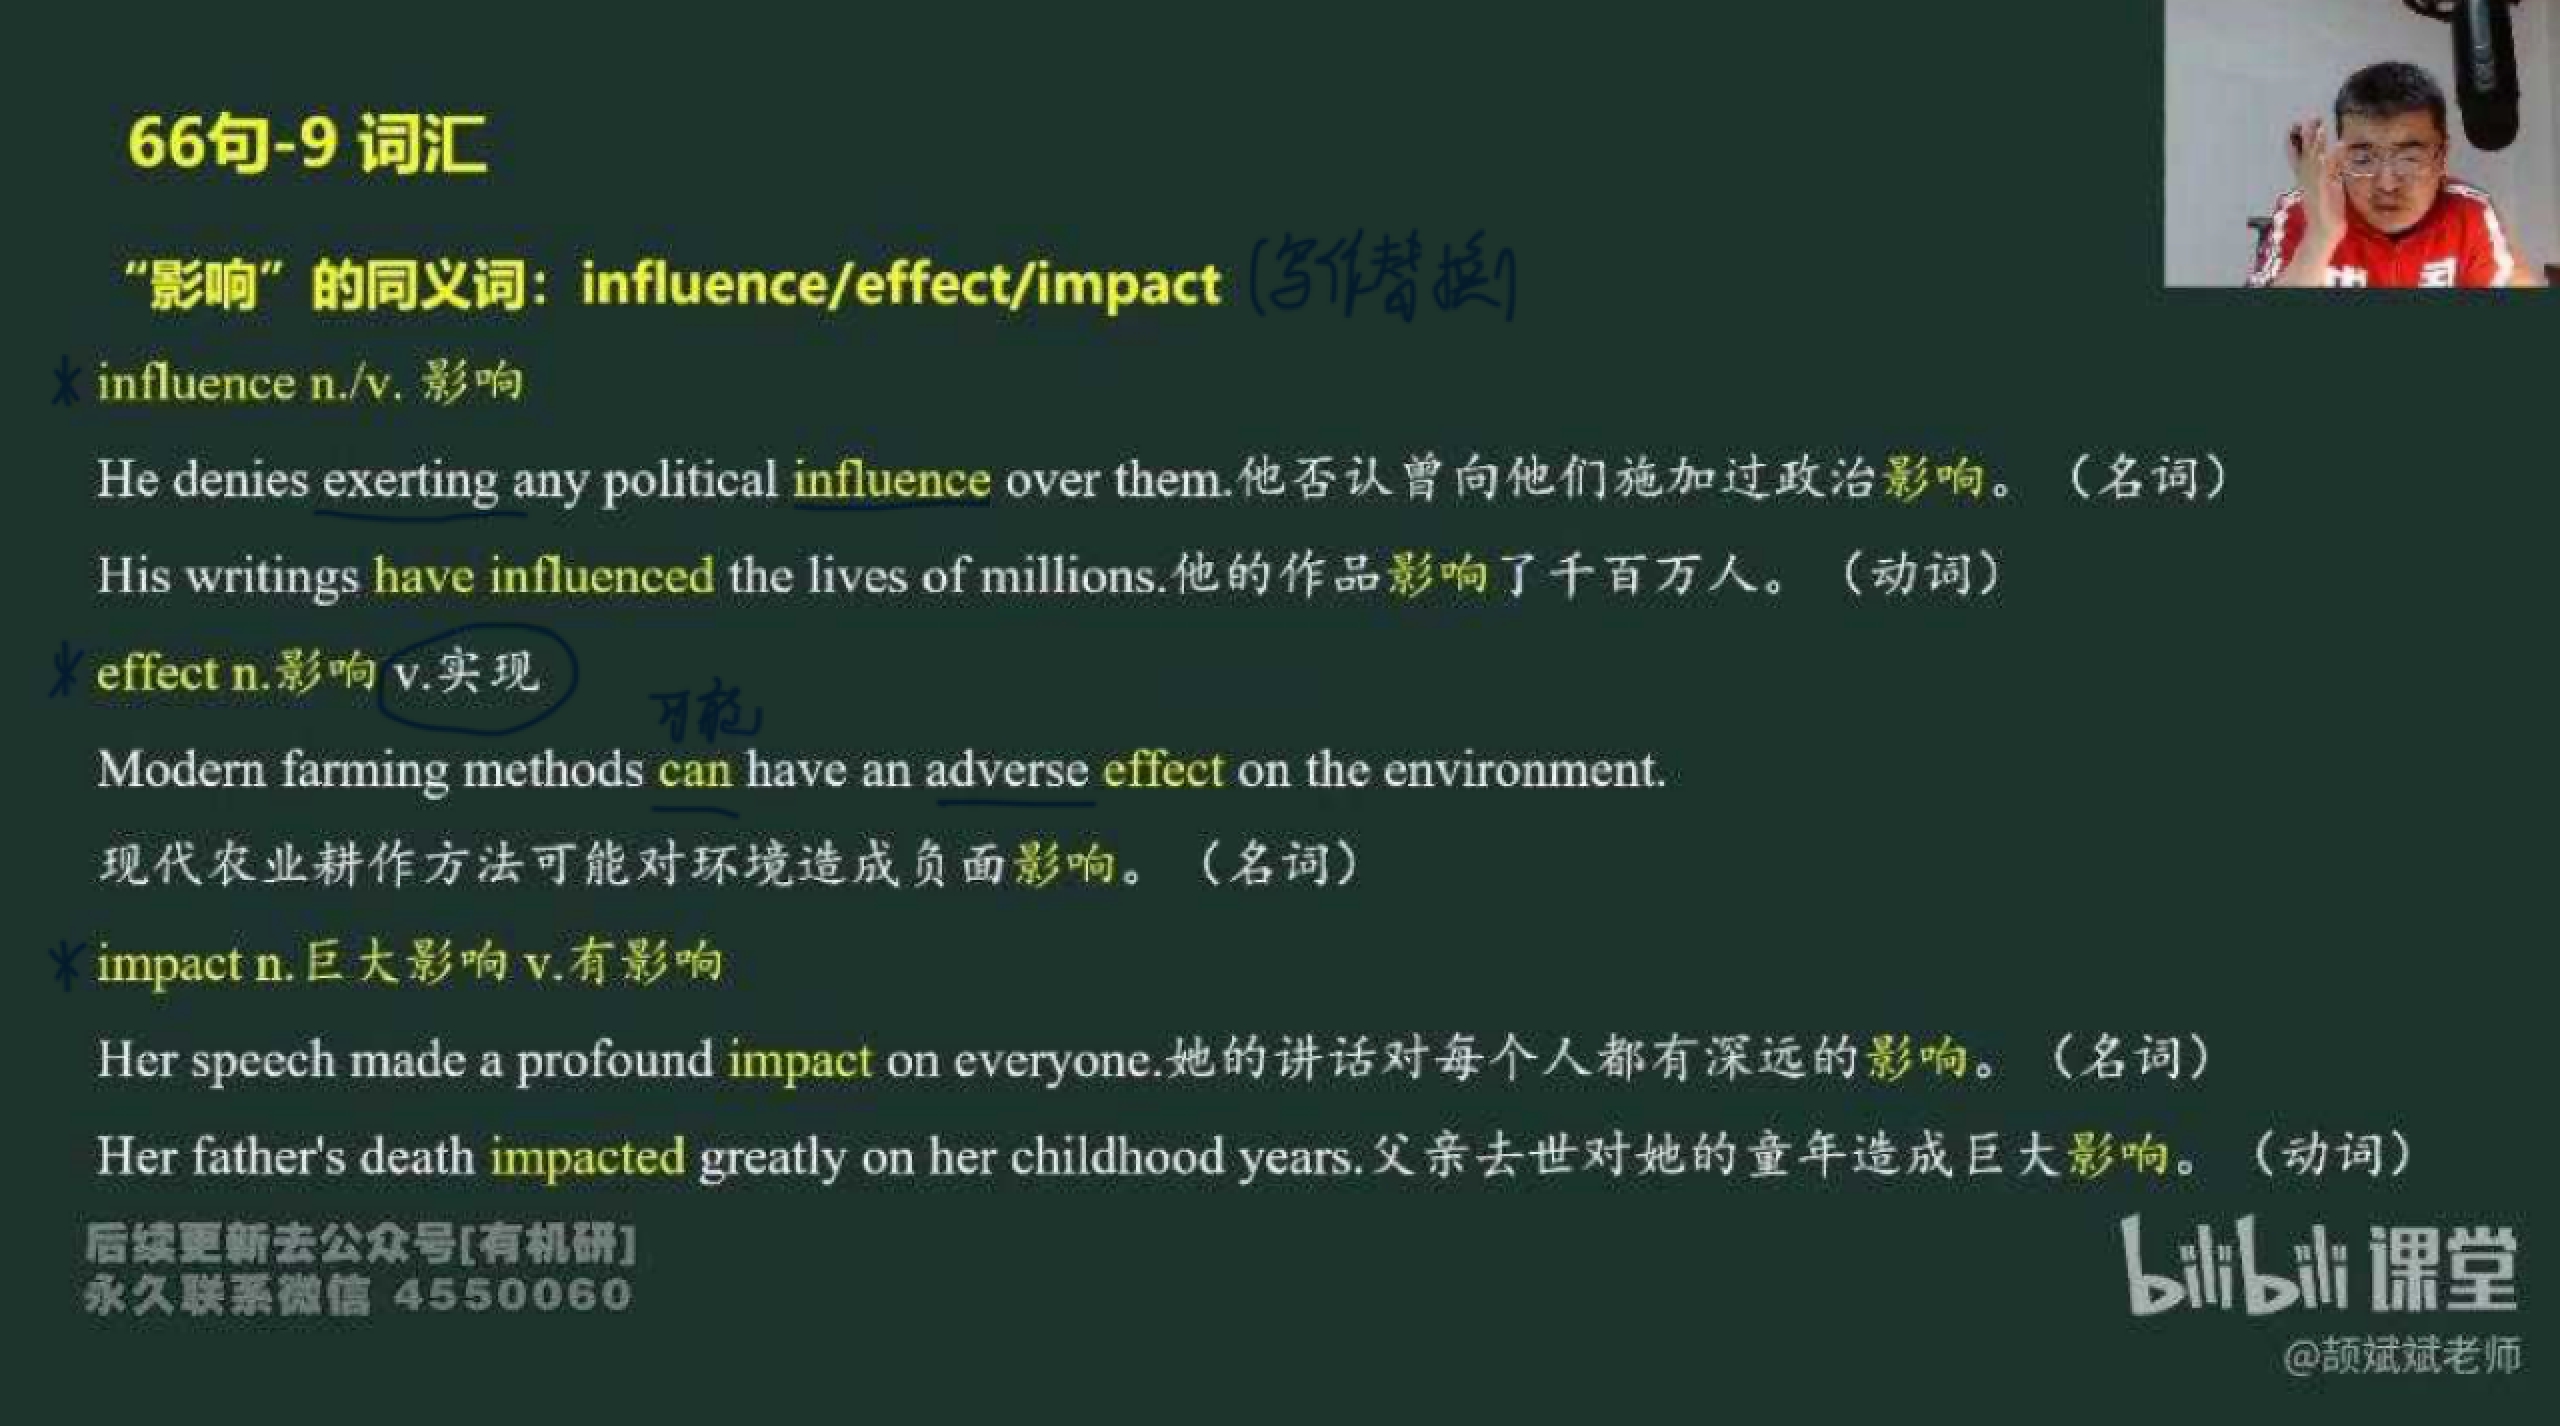 66句-9 词汇
“影响”的同义词：influence/effect/impact (写作替换)
influence n./v. 影响
He denies exerting any political influence over them.他否认曾向他们施加过政治影响。（名词）
His writings have influenced the lives of millions.他的作品影响了千百万人。（动词）
effect n.影响 v.实现
可能
Modern farming methods can have an adverse effect on the environment.
现代农业耕作方法可能对环境造成负面影响。（名词）
impact n.巨大影响 v.有影响
Her speech made a profound impact on everyone.她的讲话对每个人都有深远的影响。（名词）
Her father's death impacted greatly on her childhood years.父亲去世对她的童年造成巨大影响。（动词）
后续更新去公众号[有机研]
永久联系微信 4550060
bilibili 课堂
@颉斌斌老师